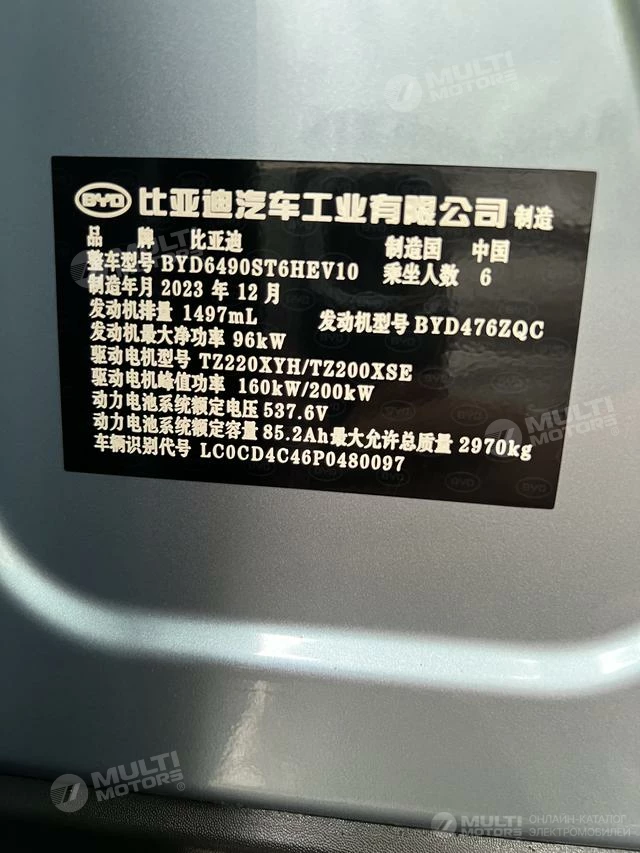 MULTI
MOTORS
BYD 比亚迪汽车工业有限公司 制造
品 牌 比亚迪 制造国 中国
整车型号 BYD6490ST6HEV10 乘坐人数 6
制造年月 2023 年 12 月
发动机排量 1497mL 发动机型号 BYD476ZQC
发动机最大净功率 96kW
驱动电机型号 TZ220XYH/TZ200XSE
驱动电机峰值功率 160kW/200kW
动力电池系统额定电压 537.6V
动力电池系统额定容量 85.2Ah 最大允许总质量 2970kg
车辆识别代号 LC0CD4C46P0480097
MULTI
MOTORS
MULTI
MOTORS
MULTI
MOTORS
MULTI
MOTORS
ОНЛАЙН-КАТАЛОГ
ЭЛЕКТРОМОБИЛЕЙ